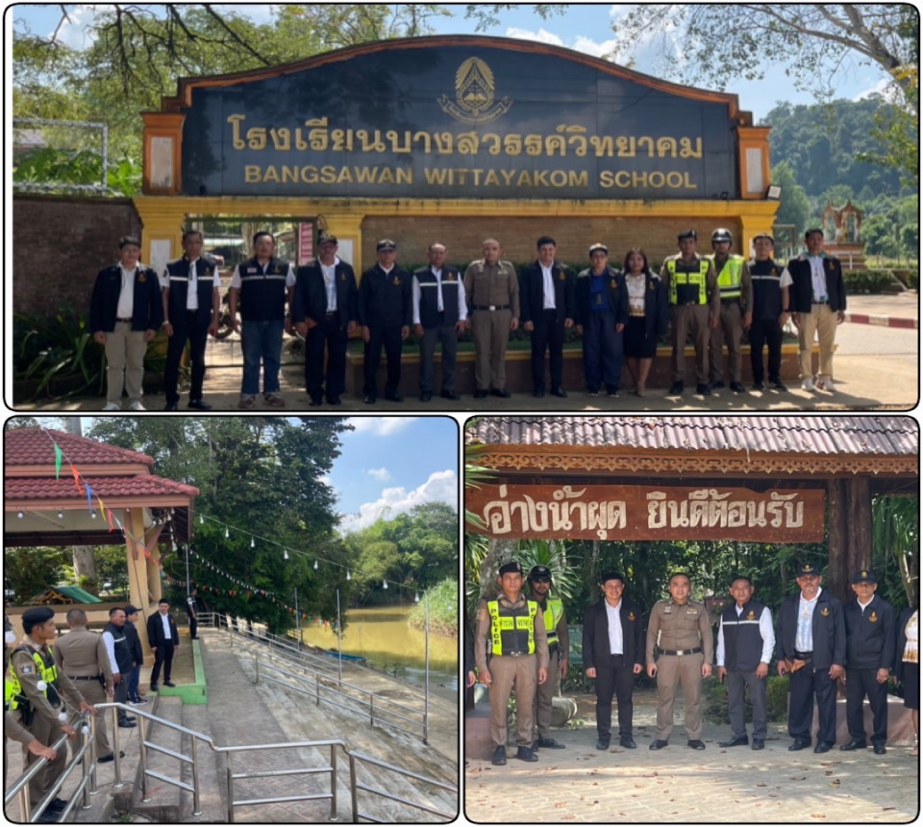 โรงเรียนบางสวรรค์วิทยาคม
BANGSAWAN WITTAYAKOM SCHOOL
อ่างน้ำผุด ยินดีต้อนรับ
POLICE